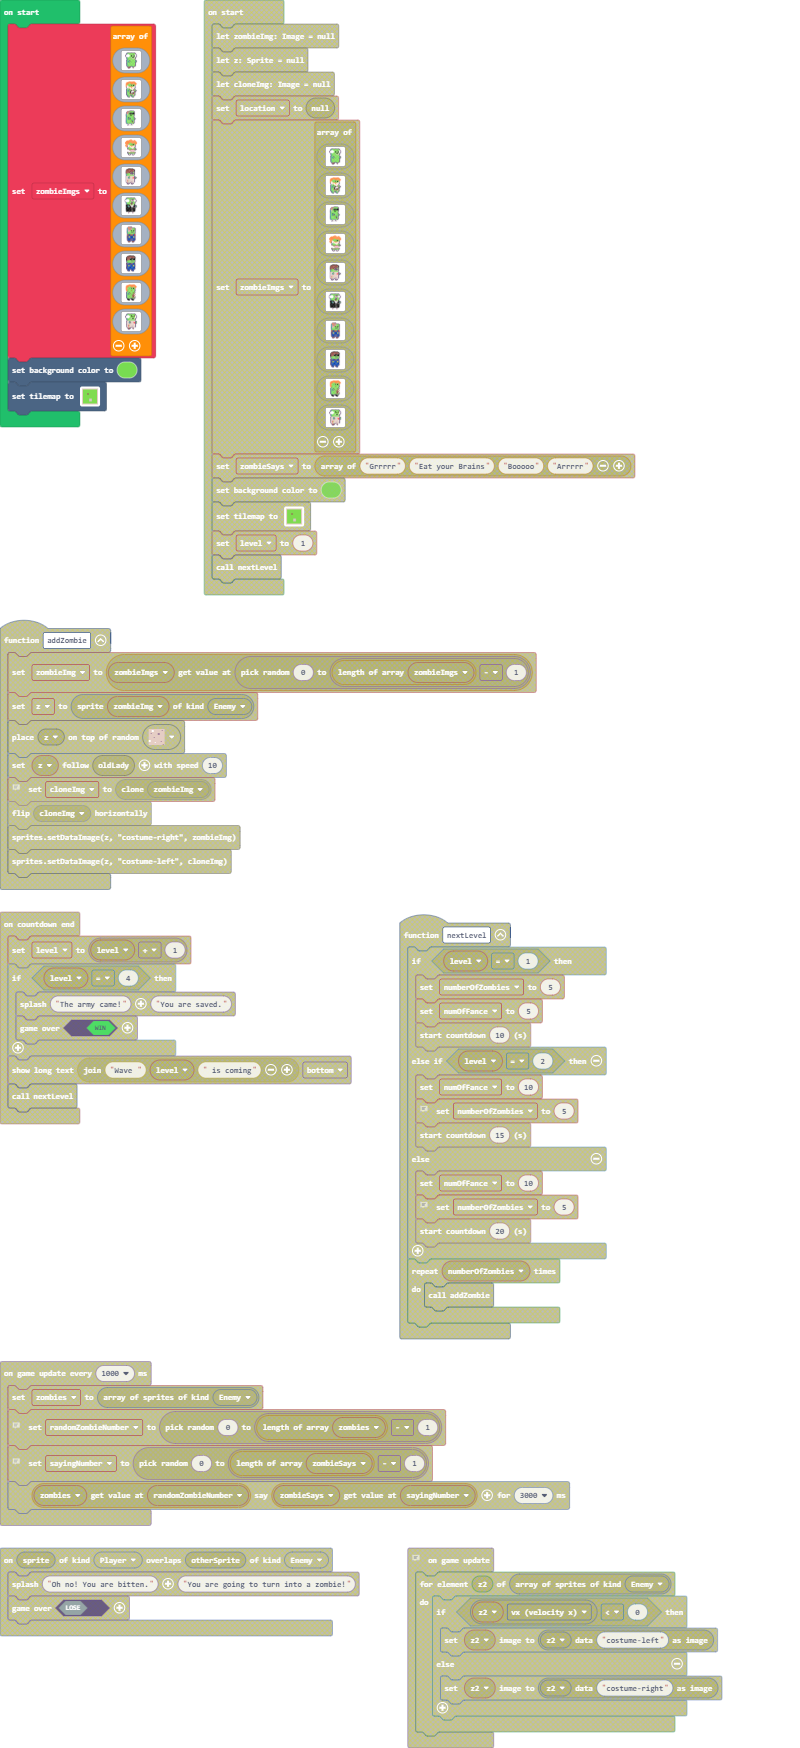 on start
array of
set zombieImgs to
set background color to
set tilemap to
on start
let zombieImg: Image = null
let z: Sprite = null
let cloneImg: Image = null
set location to null
array of
set zombieImgs to
set zombieSays to array of "Grrrrr" "Eat your Brains" "Booooo" "Arrrrr"
set background color to
set tilemap to
set level to 1
call nextLevel
function addZombie
set zombieImg to zombieImgs get value at pick random 0 to length of array zombieImgs - 1
set z to sprite zombieImg of kind Enemy
place z on top of random
set z follow oldLady with speed 10
set cloneImg to clone zombieImg
flip cloneImg horizontally
sprites.setDataImage(z, "costume-right", zombieImg)
sprites.setDataImage(z, "costume-left", cloneImg)
on countdown end
set level to level + 1
if level = 4 then
splash "The army came!" "You are saved."
game over WIN
show long text join "Wave " level " is coming" bottom
call nextLevel
function nextLevel
if level = 1 then
set numberOfZombies to 5
set numOfFance to 5
start countdown 10 (s)
else if level = 2 then
set numOfFance to 10
set numberOfZombies to 5
start countdown 15 (s)
else
set numOfFance to 10
set numberOfZombies to 5
start countdown 20 (s)
repeat numberOfZombies times
do call addZombie
on game update every 1000 ms
set zombies to array of sprites of kind Enemy
set randomZombieNumber to pick random 0 to length of array zombies - 1
set sayingNumber to pick random 0 to length of array zombieSays - 1
zombies get value at randomZombieNumber say zombieSays get value at sayingNumber for 3000 ms
on sprite of kind Player overlaps otherSprite of kind Enemy
splash "Oh no! You are bitten." "You are going to turn into a zombie!"
game over LOSE
on game update
for element z2 of array of sprites of kind Enemy
do if z2 vx (velocity x) < 0 then
set z2 image to z2 data "costume-left" as image
else
set z2 image to z2 data "costume-right" as image